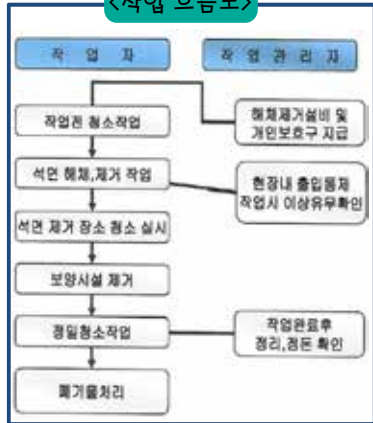 <작업 흐름도>
작 업 자
작 업 관 리 자
작업전 청소작업
해체제거설비 및
개인보호구 지급
석면 해체,제거 작업
현장내 출입통제
작업시 이상유무확인
석면 제거 장소 청소 실시
보양시설 제거
정밀청소작업
작업완료후
정리,정돈 확인
폐기물처리